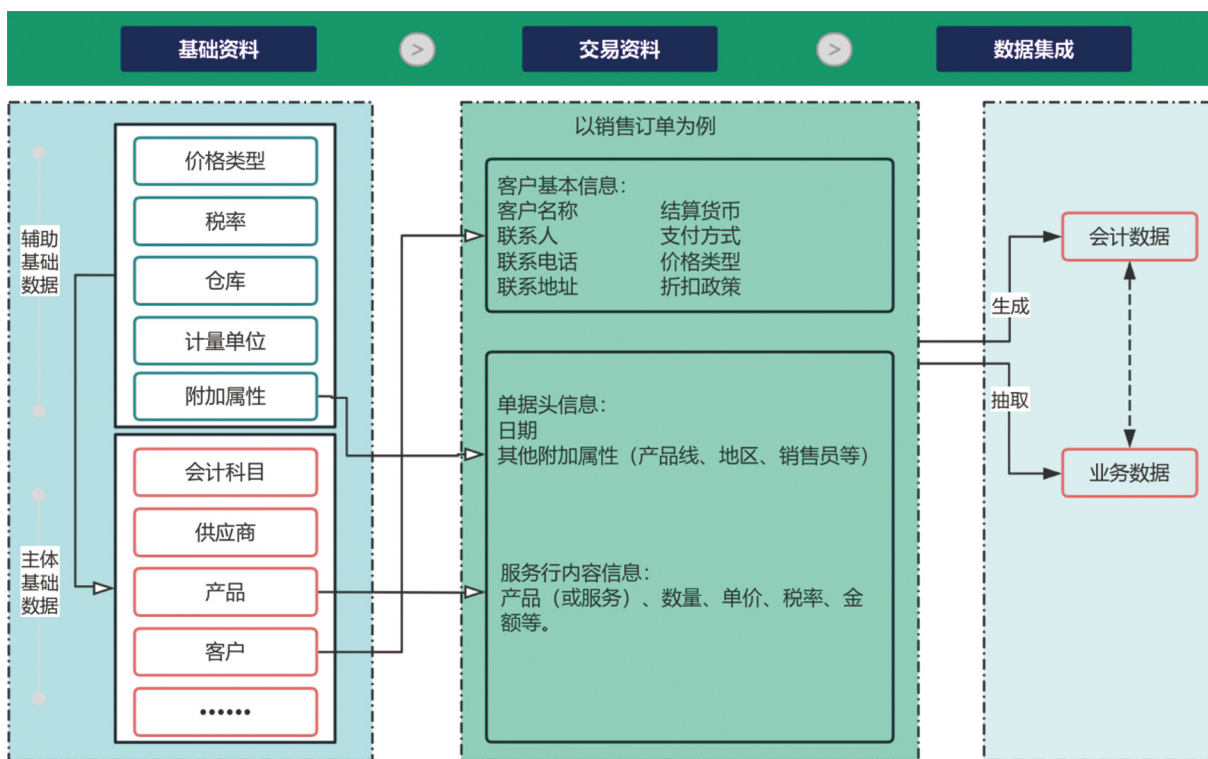 基础资料
>
交易资料
>
数据集成
辅助
基础
数据
价格类型
税率
仓库
计量单位
附加属性
主体
基础
数据
会计科目
供应商
产品
客户
••••••
以销售订单为例
客户基本信息：
客户名称 结算货币
联系人 支付方式
联系电话 价格类型
联系地址 折扣政策
单据头信息：
日期
其他附加属性（产品线、地区、销售员等）
服务行内容信息：
产品（或服务）、数量、单价、税率、金
额等。
生成
抽取
会计数据
业务数据